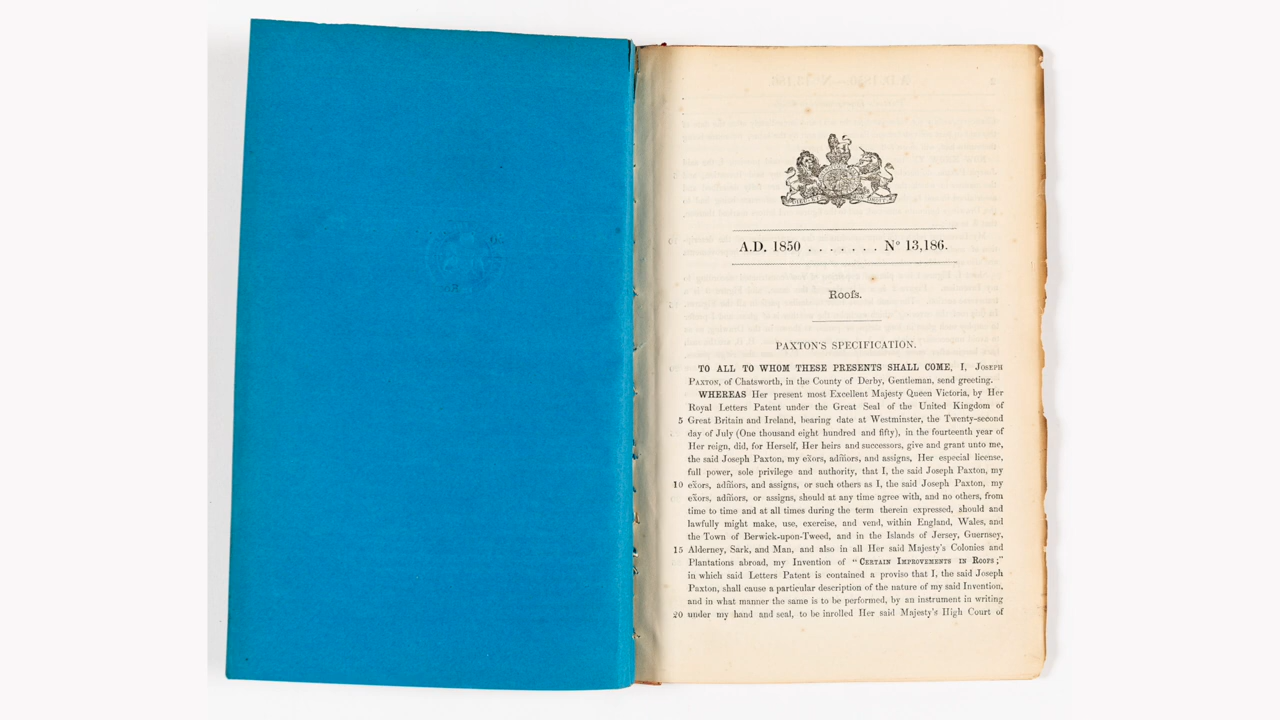 A.D. 1850 . . . . . . . No 13,186.
Roofs.
PAXTON'S SPECIFICATION.
TO ALL TO WHOM THESE PRESENTS SHALL COME, I, JOSEPH
PAXTON, of Chatsworth, in the County of Derby, Gentleman, send greeting.
WHEREAS Her present most Excellent Majesty Queen Victoria, by Her
Royal Letters Patent under the Great Seal of the United Kingdom of
5 Great Britain and Ireland, bearing date at Westminster, the Twenty-second
day of July (One thousand eight hundred and fifty), in the fourteenth year of
Her reign, did, for Herself, Her heirs and successors, give and grant unto me,
the said Joseph Paxton, my ex̃ors, adm̃ors, and assigns, Her especial license,
full power, sole privilege and authority, that I, the said Joseph Paxton, my
10 ex̃ors, adm̃ors, and assigns, or such others as I, the said Joseph Paxton, my
ex̃ors, adm̃ors, or assigns, should at any time agree with, and no others, from
time to time and at all times during the term therein expressed, should and
lawfully might make, use, exercise, and vend, within England, Wales, and
the Town of Berwick-upon-Tweed, and in the Islands of Jersey, Guernsey,
15 Alderney, Sark, and Man, and also in all Her said Majesty's Colonies and
Plantations abroad, my Invention of "CERTAIN IMPROVEMENTS IN ROOFS;"
in which said Letters Patent is contained a proviso that I, the said Joseph
Paxton, shall cause a particular description of the nature of my said Invention,
and in what manner the same is to be performed, by an instrument in writing
20 under my hand and seal, to be inrolled Her said Majesty's High Court of